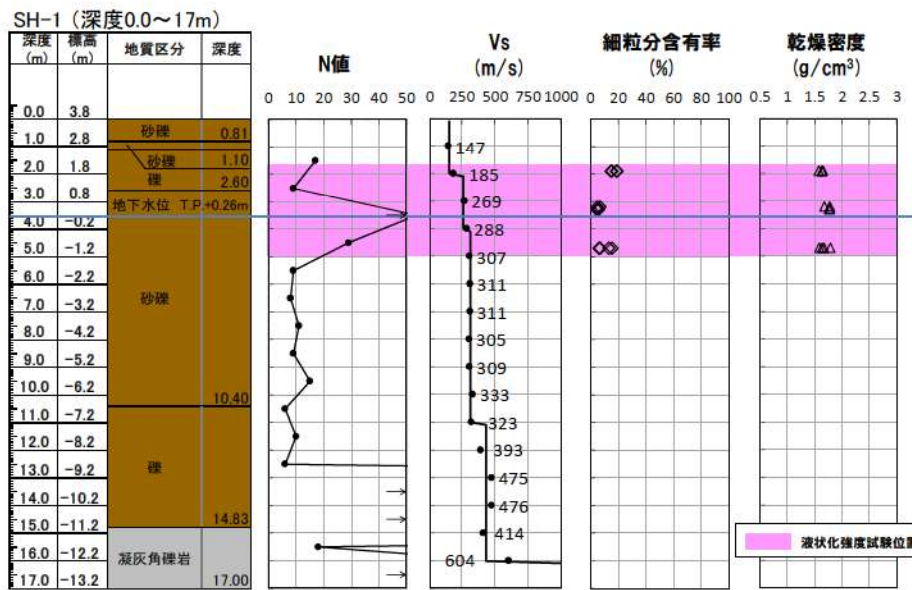 SH-1（深度0.0～17m）
深度 標高 地質区分 深度
(m) (m) (m)
N値
Vs
(m/s)
細粒分含有率
(%)
乾燥密度
(g/cm³)
0 10 20 30 40 50
0 250 500 750 1000
0 20 40 60 80 100
0.5 1 1.5 2 2.5 3
0.0 3.8
1.0 2.8
2.0 1.8
3.0 0.8
4.0 -0.2
5.0 -1.2
6.0 -2.2
7.0 -3.2
8.0 -4.2
9.0 -5.2
10.0 -6.2
11.0 -7.2
12.0 -8.2
13.0 -9.2
14.0 -10.2
15.0 -11.2
16.0 -12.2
17.0 -13.2
砂礫 0.81
砂礫 1.10
礫 2.60
地下水位 T.P.+0.26m
砂礫
10.40
礫
14.83
凝灰角礫岩
17.00
147
185
269
288
307
311
311
305
309
333
323
393
475
476
414
604
液状化強度試験位置